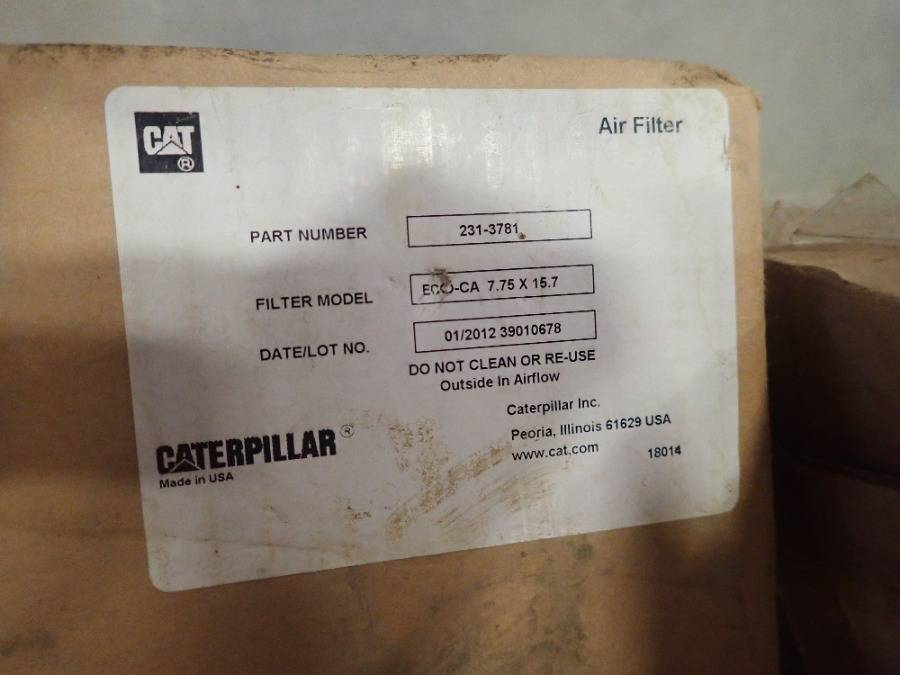 CAT ®
Air Filter
PART NUMBER 231-3781
FILTER MODEL ECO-CA 7.75 X 15.7
DATE/LOT NO. 01/2012 39010678
DO NOT CLEAN OR RE-USE
Outside In Airflow
Caterpillar Inc.
Peoria, Illinois 61629 USA
www.cat.com 18014
CATERPILLAR ®
Made in USA